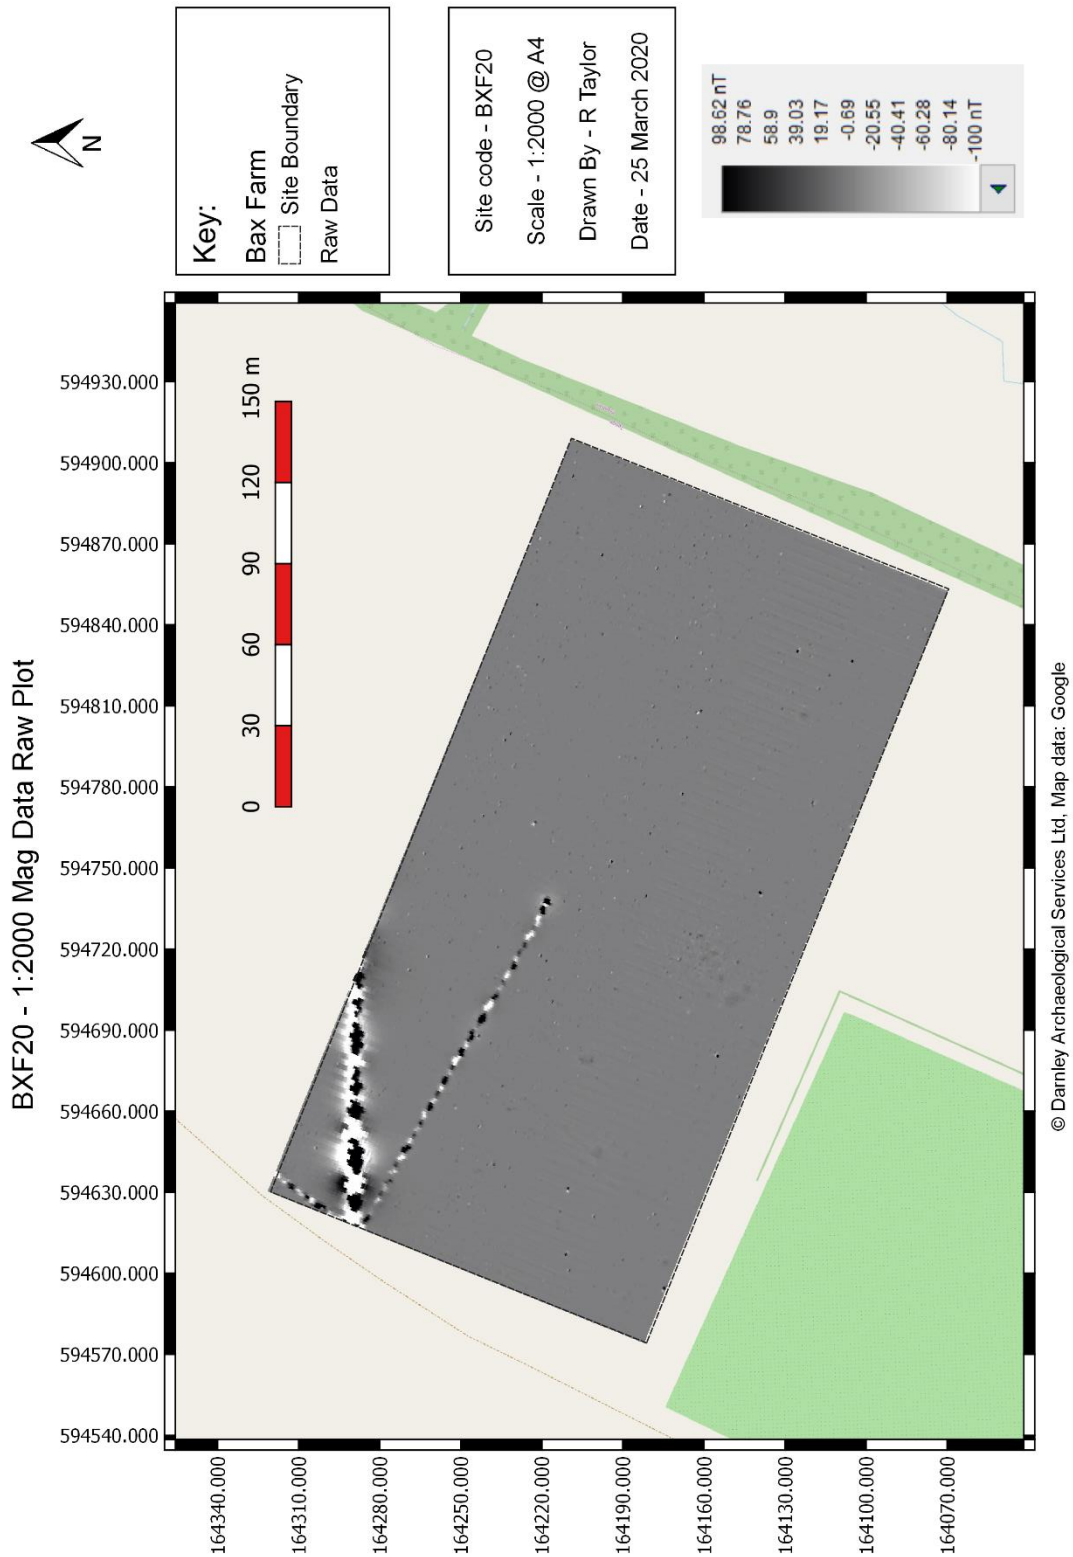 BXF20 - 1:2000 Mag Data Raw Plot
594930.000
594900.000
594870.000
594840.000
594810.000
594780.000
594750.000
594720.000
594690.000
594660.000
594630.000
594600.000
594570.000
594540.000
164340.000
164310.000
164280.000
164250.000
164220.000
164190.000
164160.000
164130.000
164100.000
164070.000
0 30 60 90 120 150 m
N
Key:
Bax Farm
Site Boundary
Raw Data
Site code - BXF20
Scale - 1:2000 @ A4
Drawn By - R Taylor
Date - 25 March 2020
98.62 nT
78.76
58.9
39.03
19.17
-0.69
-20.55
-40.41
-60.28
-80.14
-100 nT
© Darnley Archaeological Services Ltd, Map data: Google